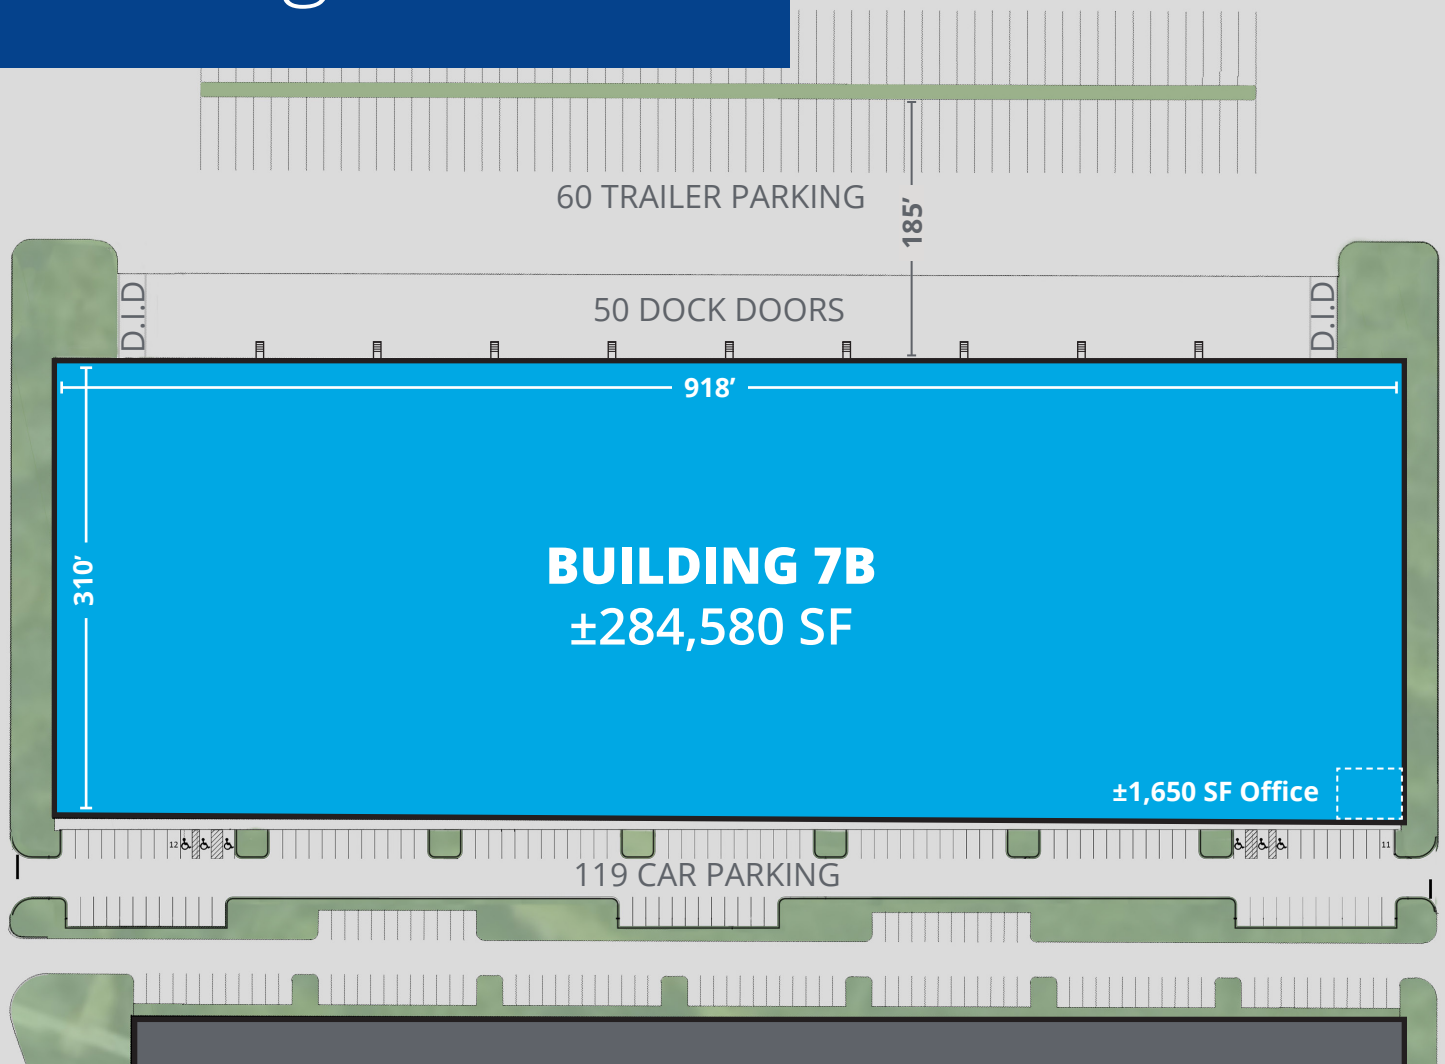 60 TRAILER PARKING
185’
D.I.D
50 DOCK DOORS
D.I.D
918’
310’
BUILDING 7B
±284,580 SF
±1,650 SF Office
12
11
119 CAR PARKING